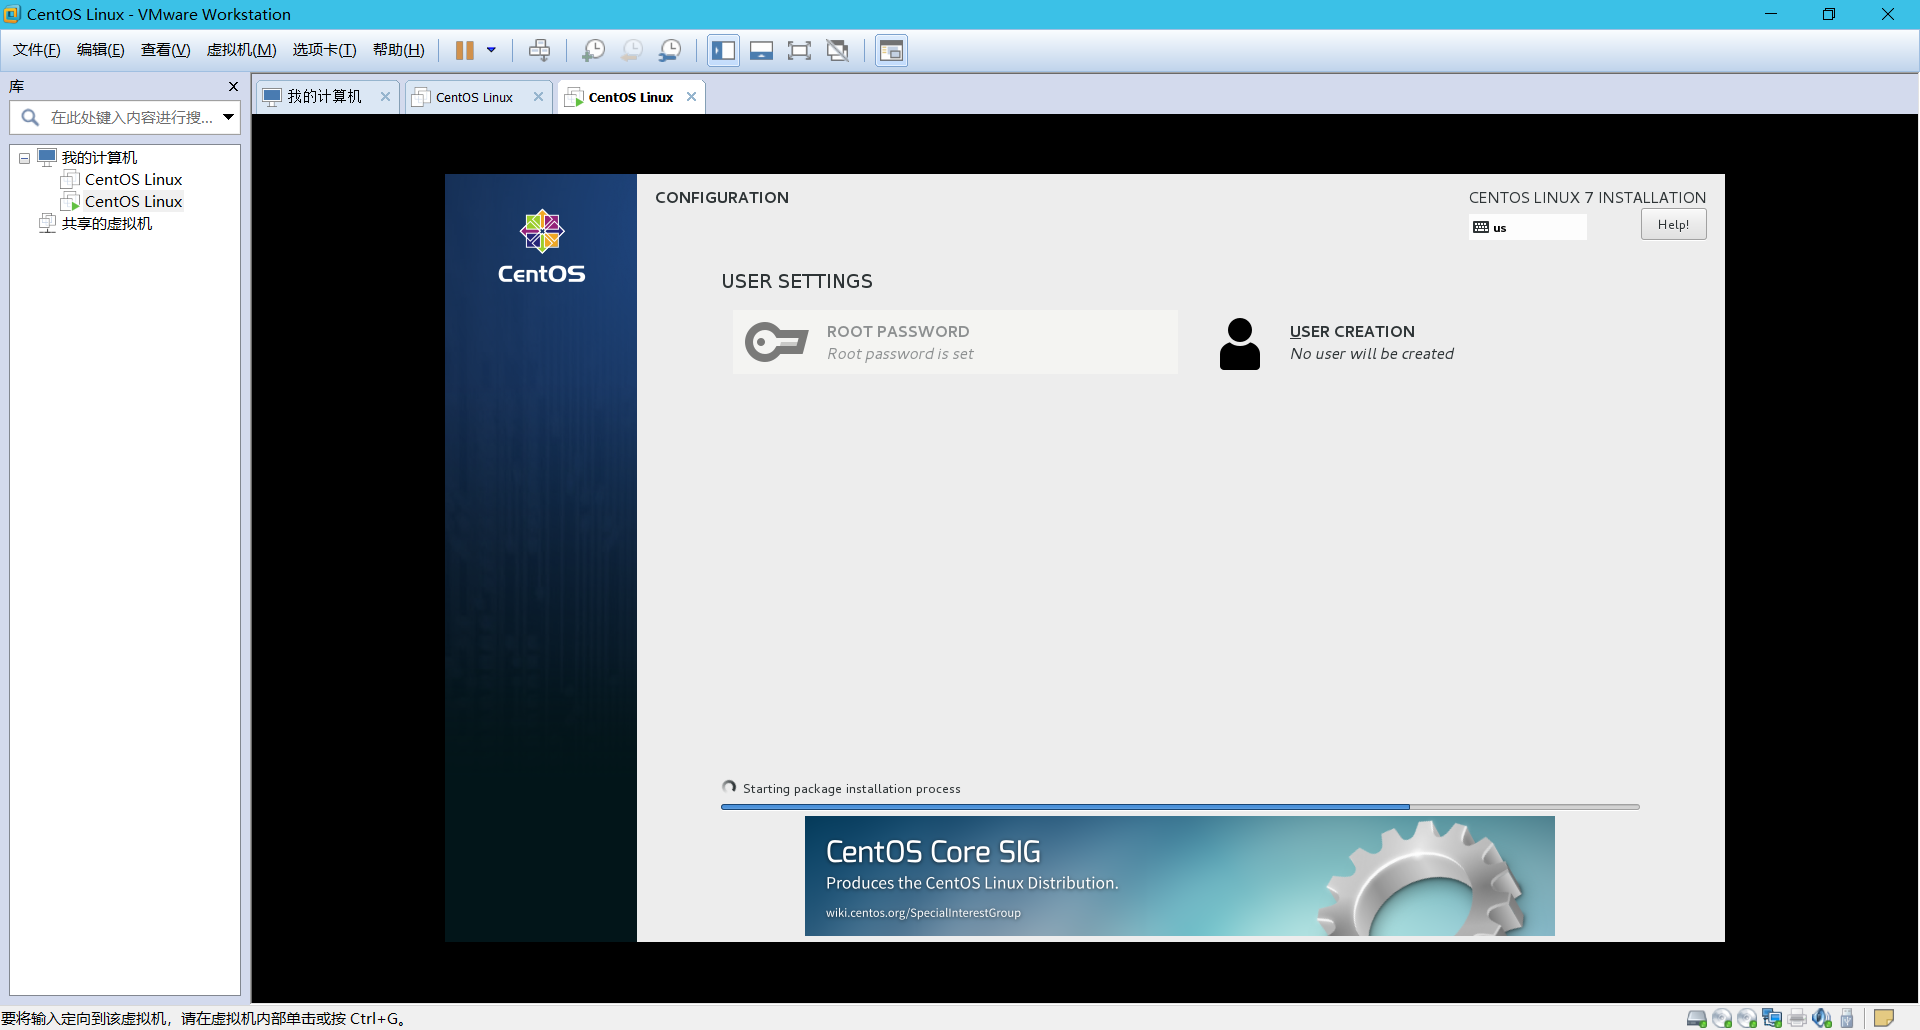 CentOS Linux - VMware Workstation
文件(F) 编辑(E) 查看(V) 虚拟机(M) 选项卡(T) 帮助(H)
库
在此处键入内容进行搜...
我的计算机
CentOS Linux
CentOS Linux
共享的虚拟机
我的计算机 CentOS Linux CentOS Linux
CentOS
CONFIGURATION
CENTOS LINUX 7 INSTALLATION
us
Help!
USER SETTINGS
ROOT PASSWORD
Root password is set
USER CREATION
No user will be created
Starting package installation process
CentOS Core SIG
Produces the CentOS Linux Distribution.
wiki.centos.org/SpecialInterestGroup
要将输入定向到该虚拟机，请在虚拟机内部单击或按 Ctrl+G。